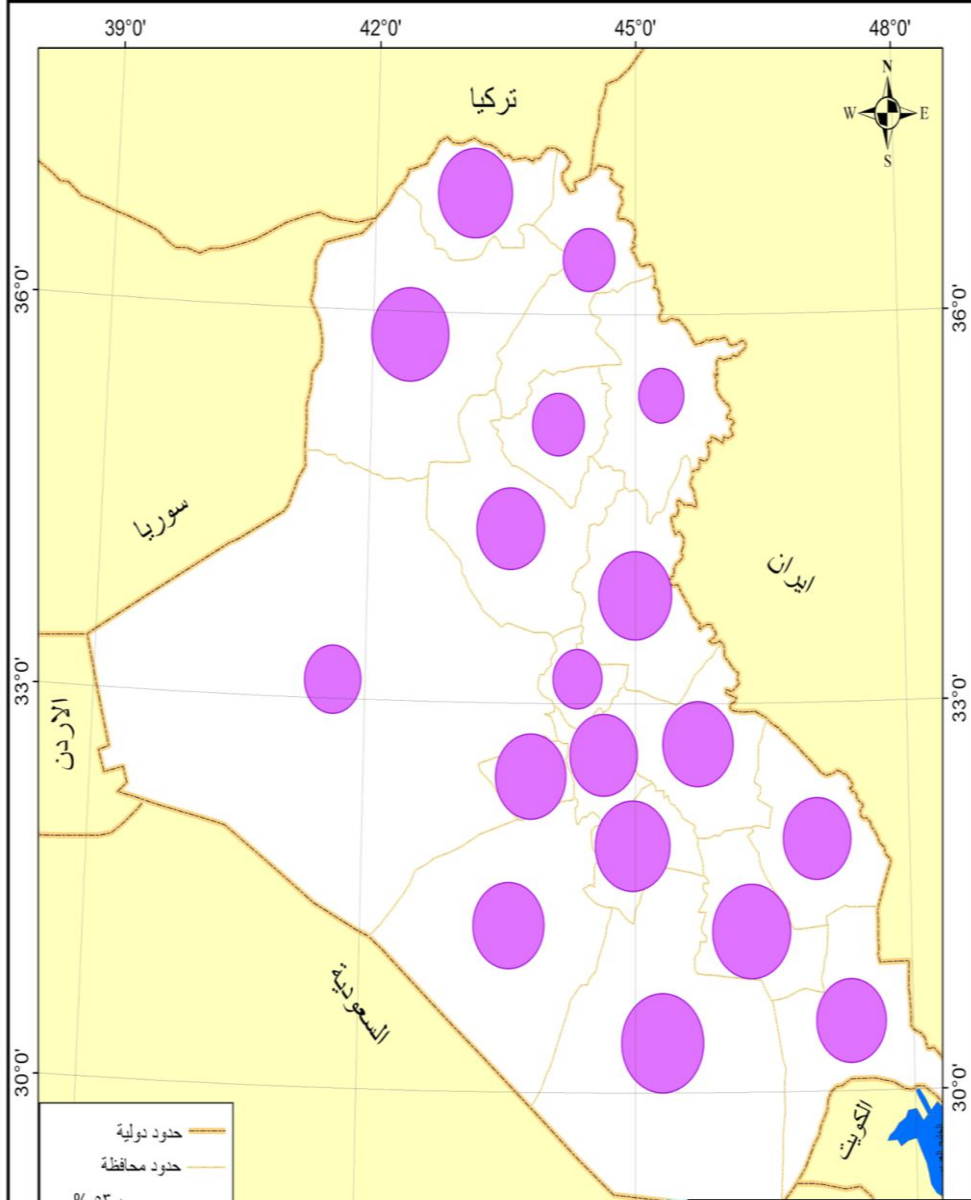 39°0'
42°0'
45°0'
48°0'
N
W
E
S
تركيا
36°0'
36°0'
سوريا
ايران
33°0'
33°0'
الاردن
السعودية
30°0'
30°0'
الكويت
حدود دولية
حدود محافظة